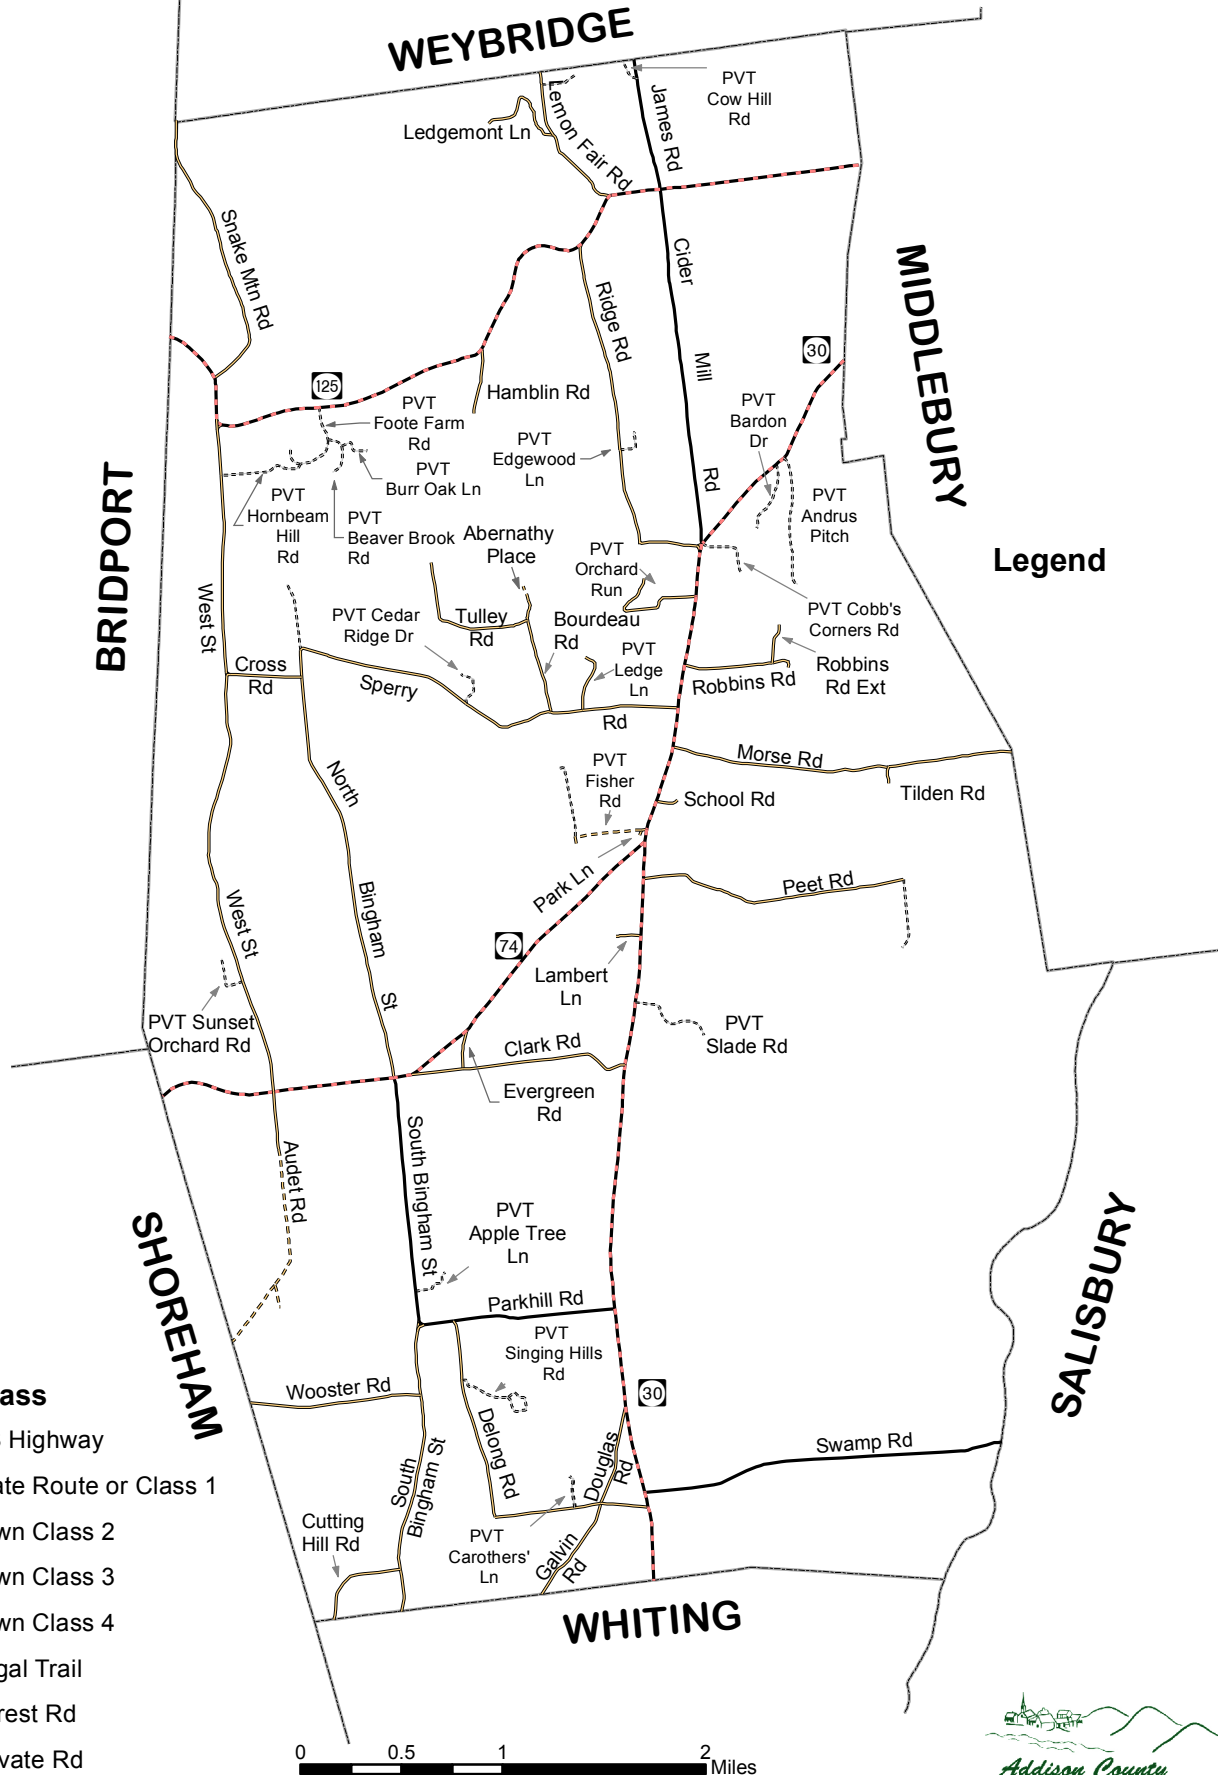 WEYBRIDGE
PVT
Cow Hill
Rd
Lemon Fair Rd
James Rd
Ledgemont Ln
Snake Mtn Rd
Cider
Mill
Rd
Ridge Rd
MIDDLEBURY
30
125
Hamblin Rd
PVT
Foote Farm
Rd
PVT
Bardon
Dr
PVT
Edgewood
Ln
PVT
Burr Oak Ln
PVT
Hornbeam
Hill
Rd
PVT
Beaver Brook
Rd
PVT
Andrus
Pitch
Abernathy
Place
BRIDPORT
PVT
Orchard
Run
Legend
West St
PVT Cedar
Ridge Dr
Tulley
Rd
Bourdeau
Rd
PVT Cobb's
Corners Rd
PVT
Ledge
Ln
Robbins
Rd Ext
Robbins Rd
Cross
Rd
Sperry
Rd
North
Bingham
St
PVT
Fisher
Rd
Morse Rd
School Rd
Tilden Rd
Park Ln
Peet Rd
West St
74
Lambert
Ln
PVT Sunset
Orchard Rd
Clark Rd
PVT
Slade Rd
Evergreen
Rd
Audet Rd
South Bingham St
PVT
Apple Tree
Ln
SHOREHAM
SALISBURY
Parkhill Rd
PVT
Singing Hills
Rd
Wooster Rd
30
Delong Rd
Douglas
Rd
Swamp Rd
South
Bingham St
Cutting
Hill Rd
PVT
Carothers'
Ln
Galvin
Rd
WHITING
ass
Highway
ate Route or Class 1
wn Class 2
wn Class 3
wn Class 4
gal Trail
rest Rd
vate Rd
0 0.5 1 2 Miles
Addison County